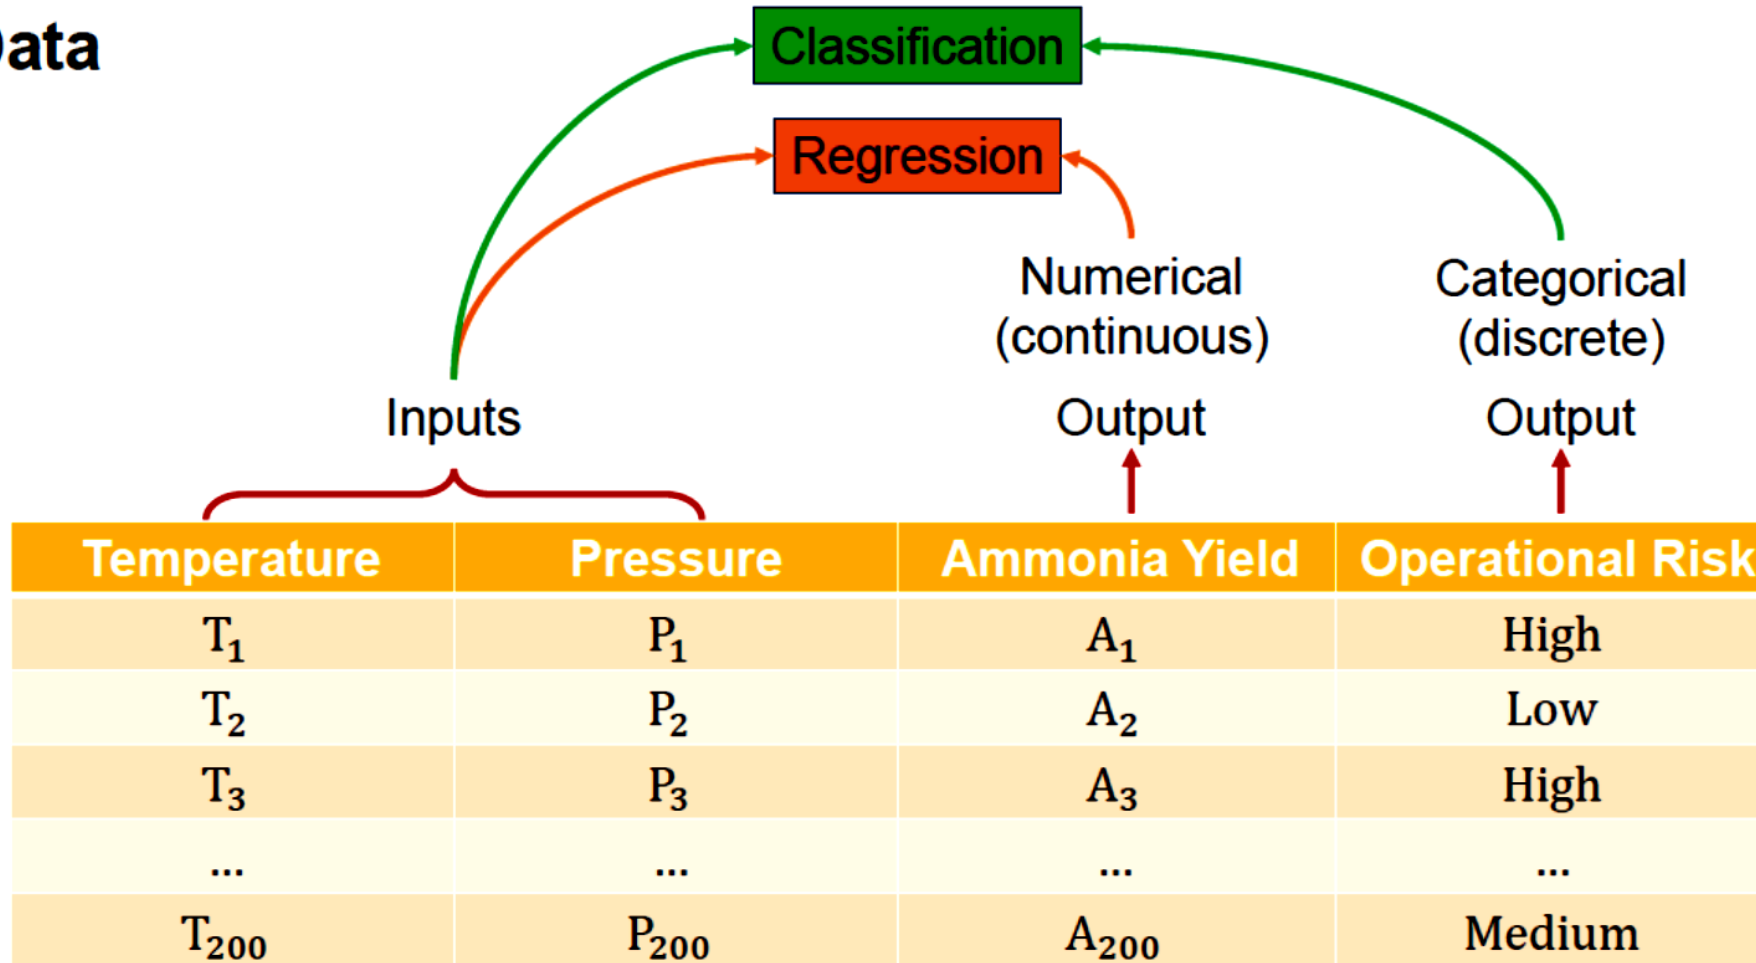 Data
Classification
Regression
Numerical
(continuous)
Categorical
(discrete)
Inputs
Output
Output
Temperature Pressure Ammonia Yield Operational Risk
T₁ P₁ A₁ High
T₂ P₂ A₂ Low
T₃ P₃ A₃ High
... ... ... ...
T₂₀₀ P₂₀₀ A₂₀₀ Medium